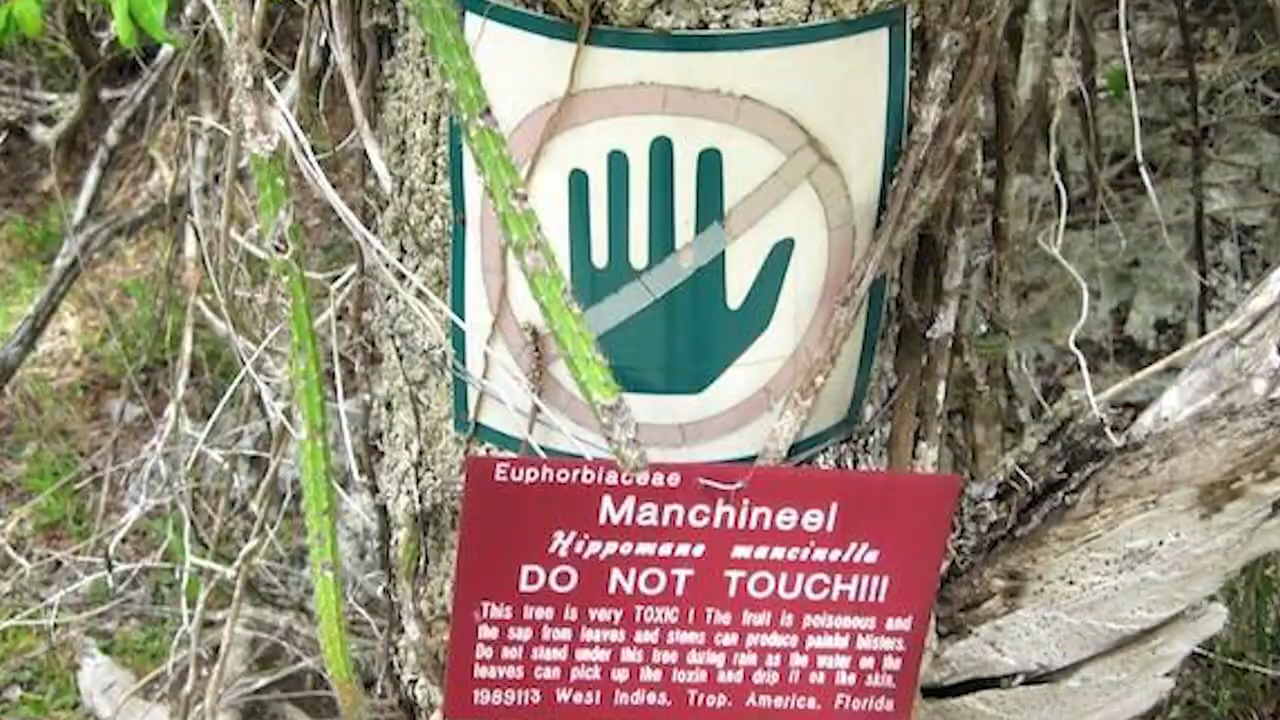 Euphorbiaceae
Manchineel
Hippomane mancinella
DO NOT TOUCH!!!
This tree is very TOXIC ! The fruit is poisonous and
the sap from leaves and stems can produce painful blisters.
Do not stand under this tree during rain as the water on the
leaves can pick up the toxin and drip it on the skin.
1989113 West Indies, Trop. America, Florida